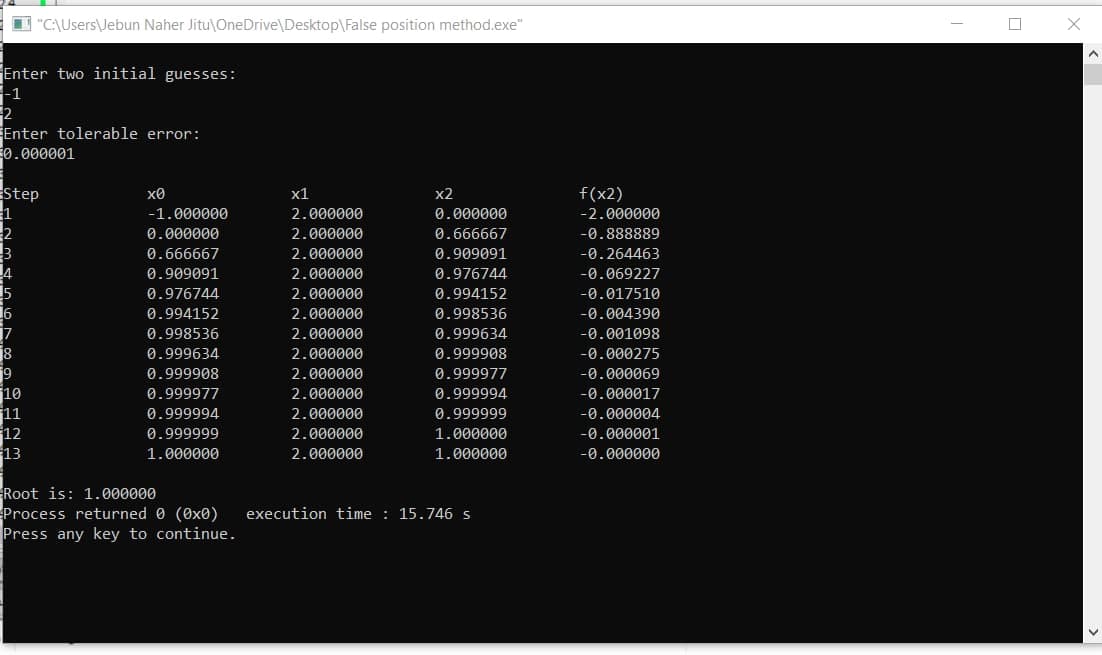 "C:\Users\Jebun Naher Jitu\OneDrive\Desktop\False position method.exe"
Enter two initial guesses:
-1
2
Enter tolerable error:
0.000001
Step x0 x1 x2 f(x2)
1 -1.000000 2.000000 0.000000 -2.000000
2 0.000000 2.000000 0.666667 -0.888889
3 0.666667 2.000000 0.909091 -0.264463
4 0.909091 2.000000 0.976744 -0.069227
5 0.976744 2.000000 0.994152 -0.017510
6 0.994152 2.000000 0.998536 -0.004390
7 0.998536 2.000000 0.999634 -0.001098
8 0.999634 2.000000 0.999908 -0.000275
9 0.999908 2.000000 0.999977 -0.000069
10 0.999977 2.000000 0.999994 -0.000017
11 0.999994 2.000000 0.999999 -0.000004
12 0.999999 2.000000 1.000000 -0.000001
13 1.000000 2.000000 1.000000 -0.000000
Root is: 1.000000
Process returned 0 (0x0) execution time : 15.746 s
Press any key to continue.